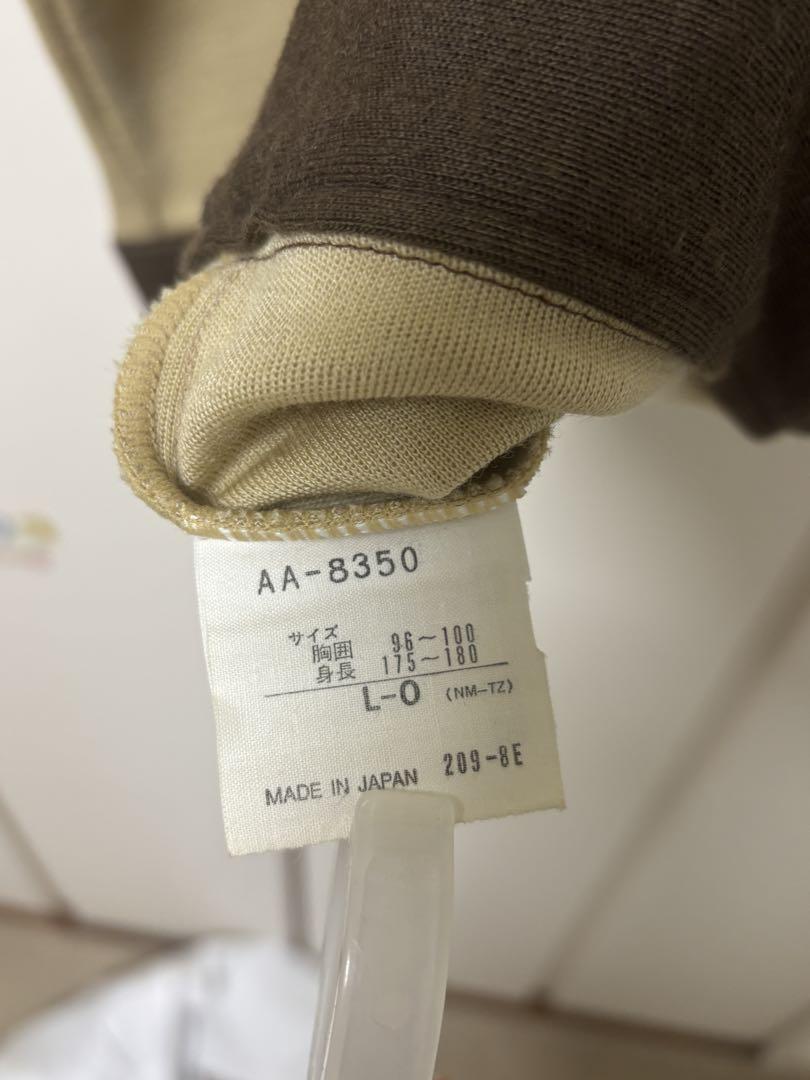 AA-8350
サイズ
胸囲 96～100
身長 175～180
L-O (NM-TZ)
209-8E
MADE IN JAPAN